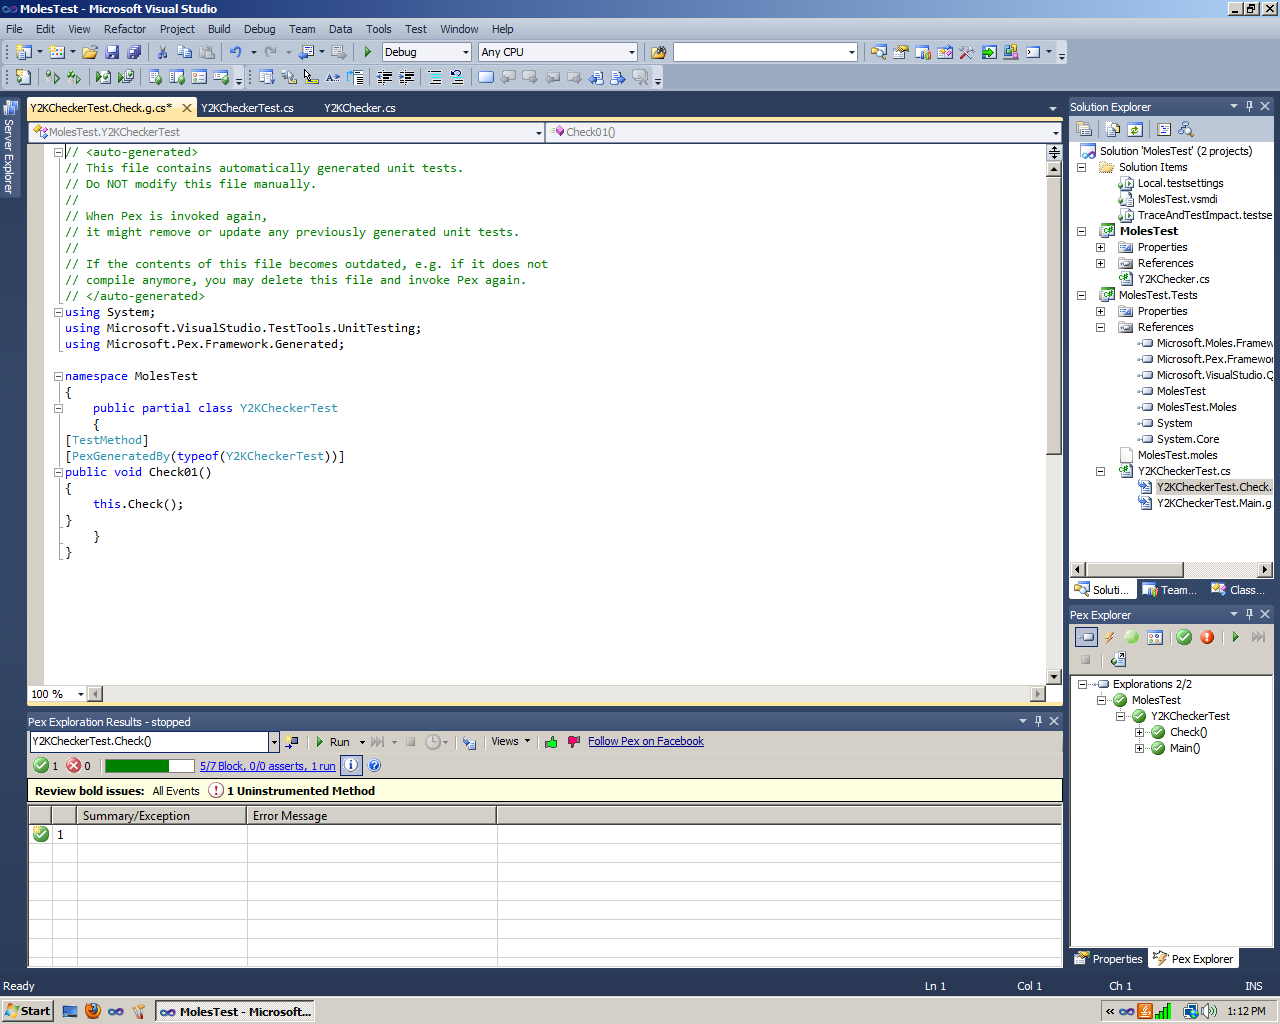 MolesTest - Microsoft Visual Studio
File Edit View Refactor Project Build Debug Team Data Tools Test Window Help
Debug Any CPU
Server Explorer
Y2KCheckerTest.Check.g.cs* Y2KCheckerTest.cs Y2KChecker.cs
MolesTest.Y2KCheckerTest Check01()
// <auto-generated>
// This file contains automatically generated unit tests.
// Do NOT modify this file manually.
//
// When Pex is invoked again,
// it might remove or update any previously generated unit tests.
//
// If the contents of this file becomes outdated, e.g. if it does not
// compile anymore, you may delete this file and invoke Pex again.
// </auto-generated>
using System;
using Microsoft.VisualStudio.TestTools.UnitTesting;
using Microsoft.Pex.Framework.Generated;
namespace MolesTest
{
public partial class Y2KCheckerTest
{
[TestMethod]
[PexGeneratedBy(typeof(Y2KCheckerTest))]
public void Check01()
{
this.Check();
}
}
}
100 %
Solution Explorer
Solution 'MolesTest' (2 projects)
Solution Items
Local.testsettings
MolesTest.vsmdi
TraceAndTestImpact.testse
MolesTest
Properties
References
Y2KChecker.cs
MolesTest.Tests
Properties
References
Microsoft.Moles.Framew
Microsoft.Pex.Framewor
Microsoft.VisualStudio.Q
MolesTest
MolesTest.Moles
System
System.Core
MolesTest.moles
Y2KCheckerTest.cs
Y2KCheckerTest.Check.
Y2KCheckerTest.Main.g
Soluti... Team... Class...
Pex Explorer
Explorations 2/2
MolesTest
Y2KCheckerTest
Check()
Main()
Properties Pex Explorer
Pex Exploration Results - stopped
Y2KCheckerTest.Check() Run Views Follow Pex on Facebook
1 0 5/7 Block, 0/0 asserts, 1 run
Review bold issues: All Events 1 Uninstrumented Method
Summary/Exception Error Message
1
Ready Ln 1 Col 1 Ch 1 INS
Start MolesTest - Microsoft... 1:12 PM